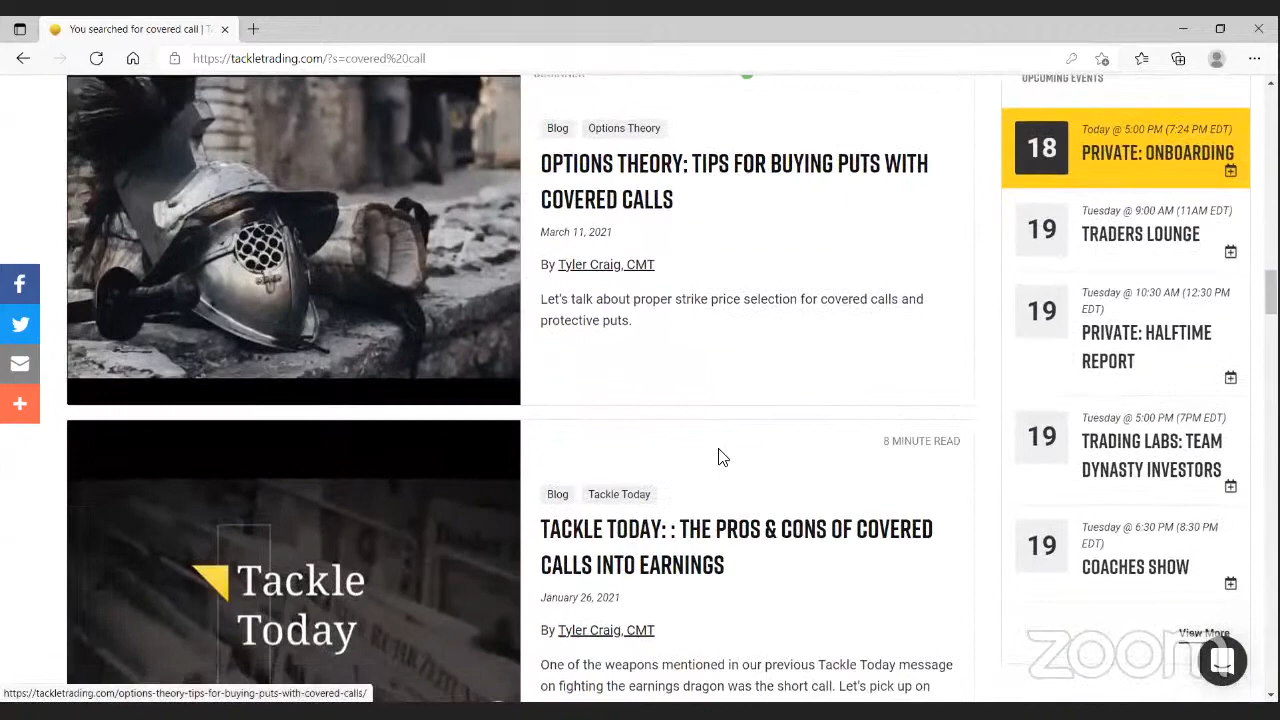 You searched for covered call | T
https://tackletrading.com/?s=covered%20call
BEGINNER
UPCOMING EVENTS
Blog
Options Theory
OPTIONS THEORY: TIPS FOR BUYING PUTS WITH
COVERED CALLS
March 11, 2021
By Tyler Craig, CMT
Let's talk about proper strike price selection for covered calls and
protective puts.
8 MINUTE READ
Blog
Tackle Today
TACKLE TODAY: : THE PROS & CONS OF COVERED
CALLS INTO EARNINGS
January 26, 2021
By Tyler Craig, CMT
One of the weapons mentioned in our previous Tackle Today message
on fighting the earnings dragon was the short call. Let's pick up on
Tackle
Today
18
Today @ 5:00 PM (7:24 PM EDT)
PRIVATE: ONBOARDING
19
Tuesday @ 9:00 AM (11AM EDT)
TRADERS LOUNGE
19
Tuesday @ 10:30 AM (12:30 PM
EDT)
PRIVATE: HALFTIME
REPORT
19
Tuesday @ 5:00 PM (7PM EDT)
TRADING LABS: TEAM
DYNASTY INVESTORS
19
Tuesday @ 6:30 PM (8:30 PM
EDT)
COACHES SHOW
View More
zoom
https://tackletrading.com/options-theory-tips-for-buying-puts-with-covered-calls/